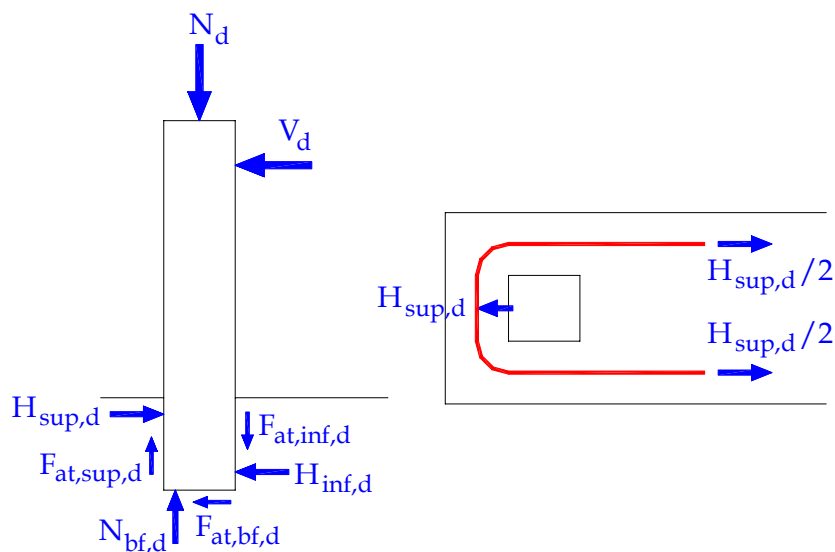 N_d
V_d
H_sup,d
F_at,inf,d
F_at,sup,d
H_inf,d
N_bf,d
F_at,bf,d
H_sup,d/2
H_sup,d
H_sup,d/2